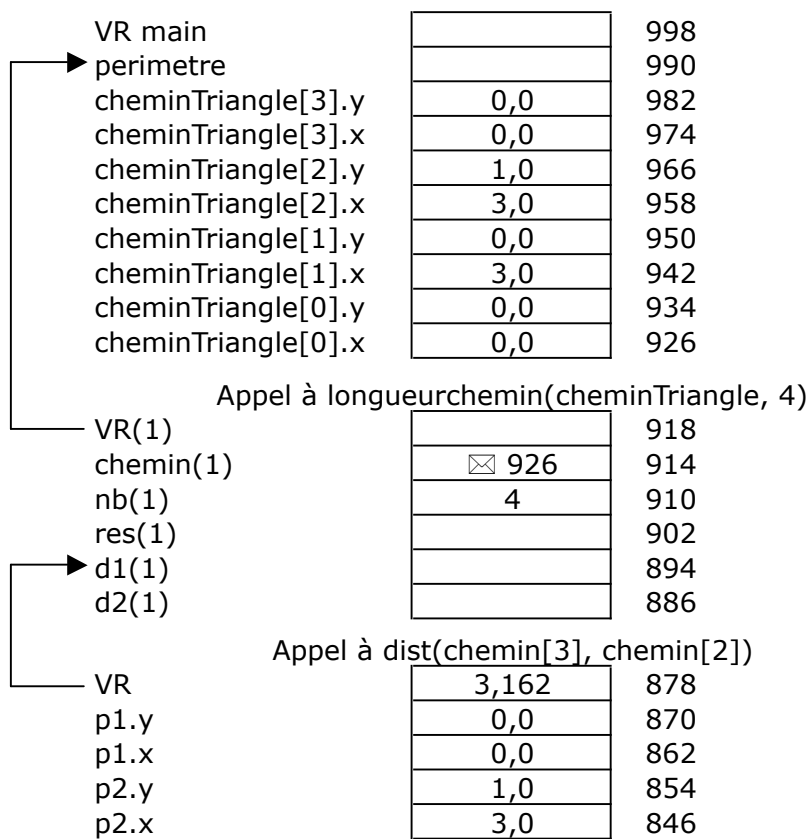 VR main 998
perimetre 990
cheminTriangle[3].y 0,0 982
cheminTriangle[3].x 0,0 974
cheminTriangle[2].y 1,0 966
cheminTriangle[2].x 3,0 958
cheminTriangle[1].y 0,0 950
cheminTriangle[1].x 3,0 942
cheminTriangle[0].y 0,0 934
cheminTriangle[0].x 0,0 926
Appel à longueurchemin(cheminTriangle, 4)
VR(1) 918
chemin(1) ✉ 926 914
nb(1) 4 910
res(1) 902
d1(1) 894
d2(1) 886
Appel à dist(chemin[3], chemin[2])
VR 3,162 878
p1.y 0,0 870
p1.x 0,0 862
p2.y 1,0 854
p2.x 3,0 846